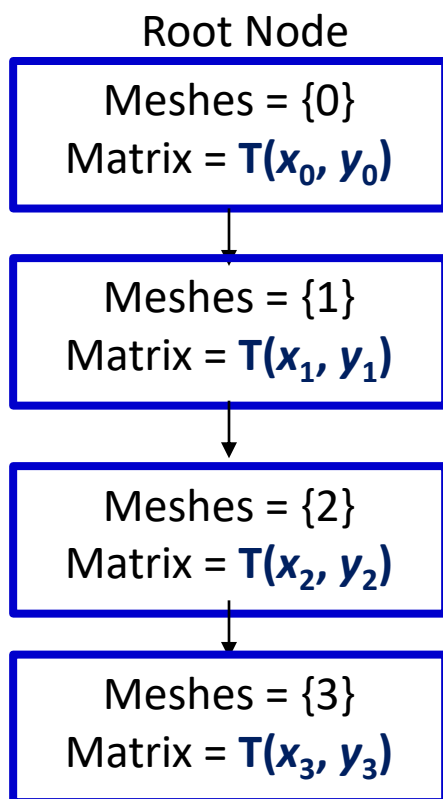 Root Node
Meshes = {0}
Matrix = T(x₀, y₀)
Meshes = {1}
Matrix = T(x₁, y₁)
Meshes = {2}
Matrix = T(x₂, y₂)
Meshes = {3}
Matrix = T(x₃, y₃)